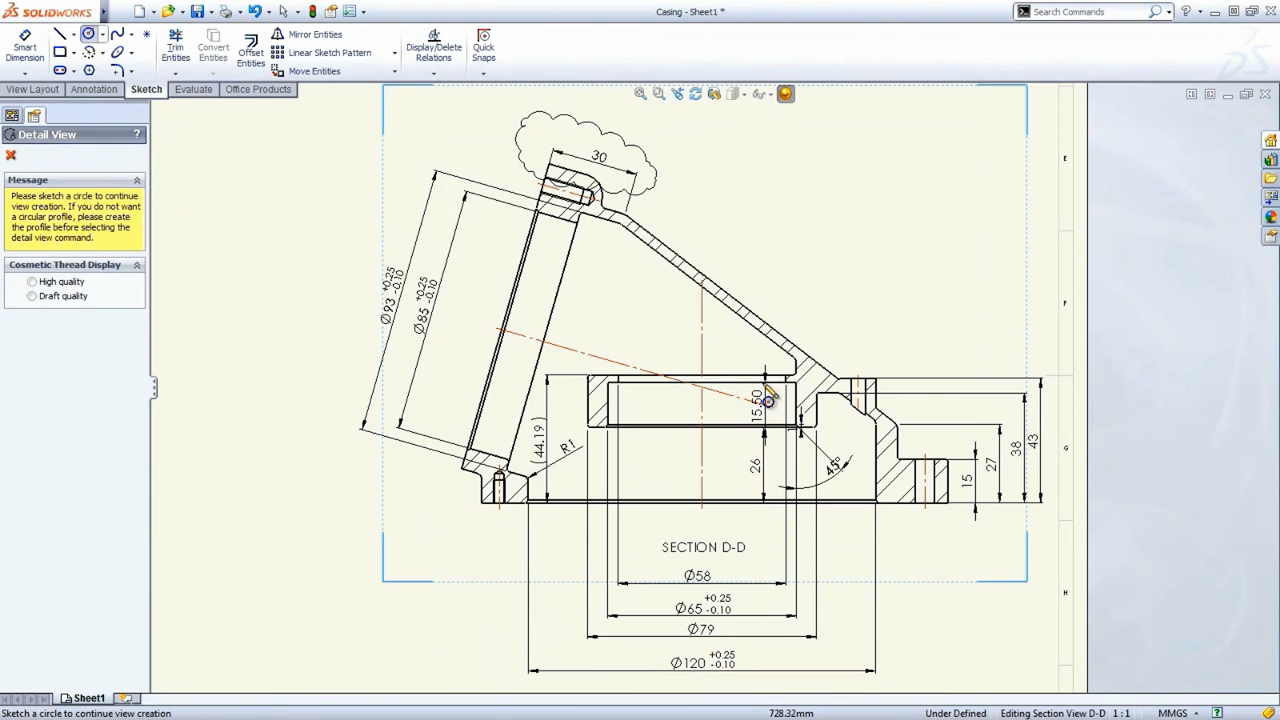 SOLIDWORKS
Casing - Sheet1 *
Search Commands
Smart Dimension
Trim Entities
Convert Entities
Offset Entities
Mirror Entities
Linear Sketch Pattern
Move Entities
Display/Delete Relations
Quick Snaps
View Layout
Annotation
Sketch
Evaluate
Office Products
Detail View
?
Message
Please sketch a circle to continue
view creation. If you do not want
a circular profile, please create
the profile before selecting the
detail view command.
Cosmetic Thread Display
High quality
Draft quality
30
E
Ø93 +0.25 -0.10
Ø85 +0.25 -0.10
F
15.50
(44.19)
R1
26
45°
G
15
27
38
43
SECTION D-D
H
Ø58
Ø65 +0.25 -0.10
Ø79
Ø120 +0.25 -0.10
Sheet1
Sketch a circle to continue view creation
728.32mm
Under Defined
Editing Section View D-D
1 : 1
MMGS